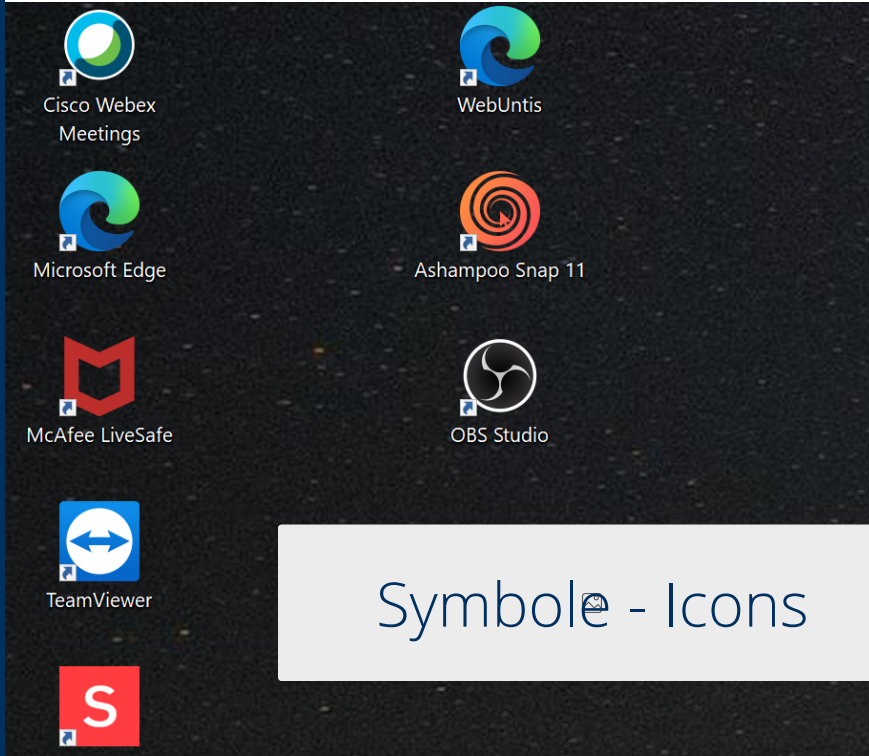 Cisco Webex
Meetings
WebUntis
Microsoft Edge
Ashampoo Snap 11
McAfee LiveSafe
OBS Studio
TeamViewer
Symbole - Icons
S